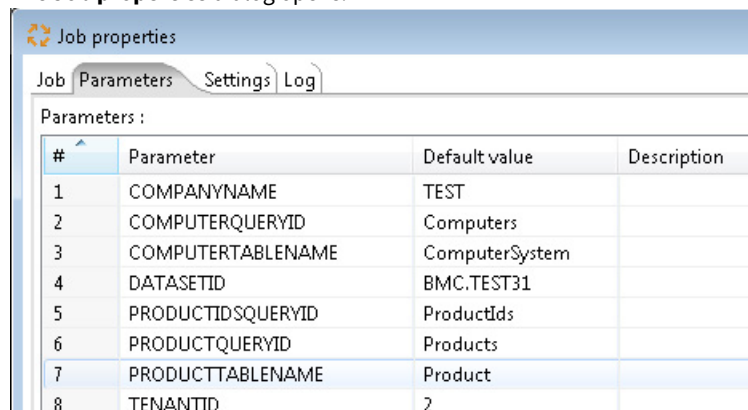 Job properties
Job Parameters Settings Log
Parameters :
# Parameter Default value Description
1 COMPANYNAME TEST
2 COMPUTERQUERYID Computers
3 COMPUTERTABLENAME ComputerSystem
4 DATASETID BMC.TEST31
5 PRODUCTIDSQUERYID ProductIds
6 PRODUCTQUERYID Products
7 PRODUCTTABLENAME Product
8 TENANTID 2